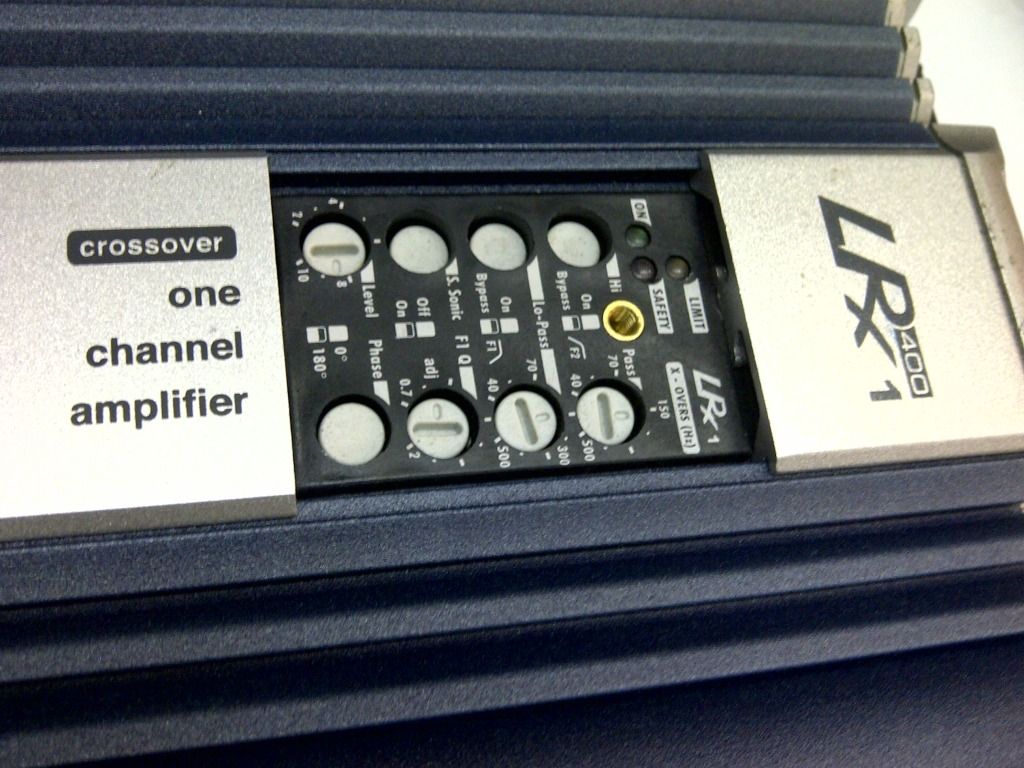 crossover
one
channel
amplifier
2 4
10 8
Level
S. Sonic
Off
On
Lo-Pass
On
Bypass
F1
Hi Pass
On
Bypass
F2
ON
SAFETY
LIMIT
Phase
0°
180°
F1 Q
adj
0.7
2
70
40
500
300
70
40
500
150
LRx 1
X-OVERS (Hz)
LRx 1
400